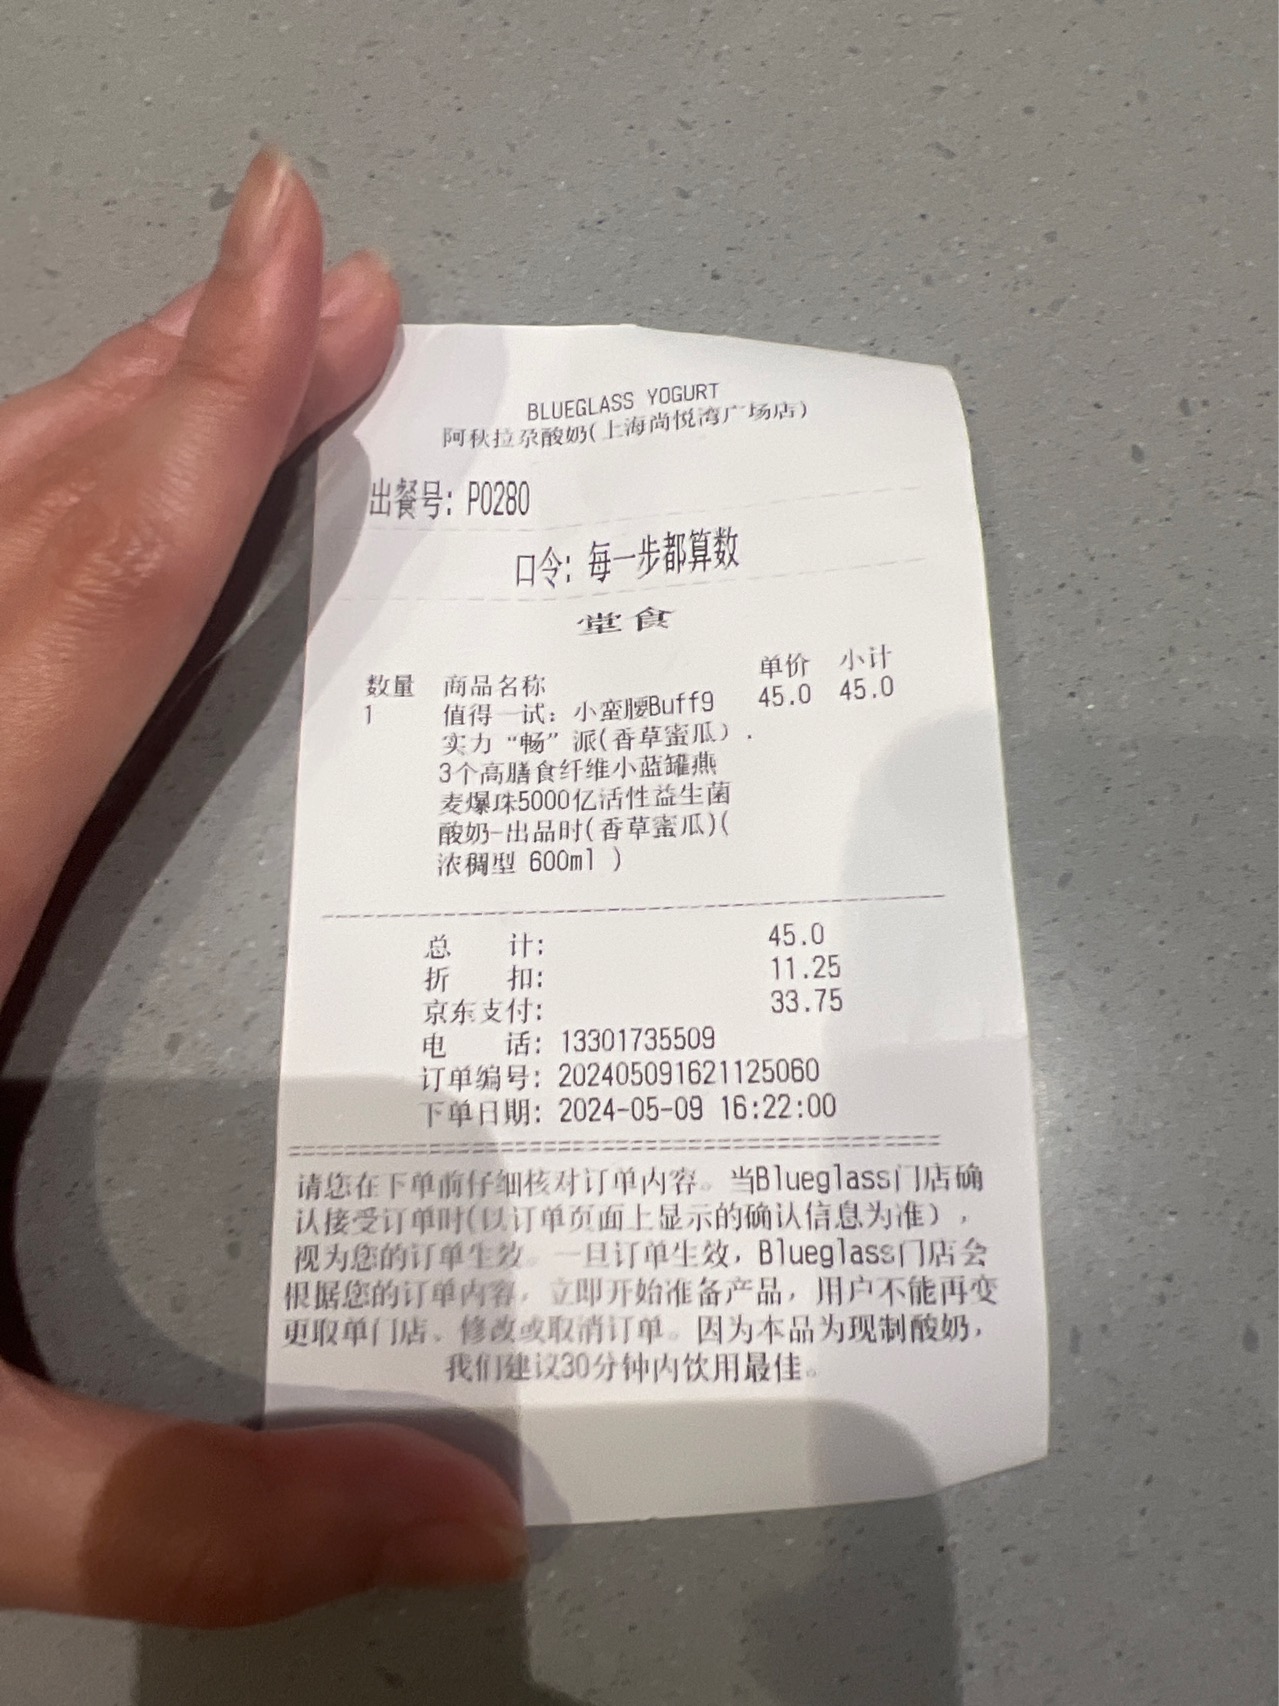 BLUEGLASS YOGURT
阿秋拉尕酸奶(上海尚悦湾广场店)
出餐号: P0280
口令: 每一步都算数
堂食
数量 商品名称 单价 小计
1 值得一试: 小蛮腰Buff9 45.0 45.0
实力“畅”派(香草蜜瓜).
3个高膳食纤维小蓝罐燕
麦爆珠5000亿活性益生菌
酸奶-出品时(香草蜜瓜)(
浓稠型 600ml )
总 计: 45.0
折 扣: 11.25
京东支付: 33.75
电 话: 13301735509
订单编号: 202405091621125060
下单日期: 2024-05-09 16:22:00
请您在下单前仔细核对订单内容。当Blueglass门店确
认接受订单时(以订单页面上显示的确认信息为准),
视为您的订单生效。一旦订单生效, Blueglass门店会
根据您的订单内容, 立即开始准备产品, 用户不能再变
更取单门店、修改或取消订单。因为本品为现制酸奶,
我们建议30分钟内饮用最佳。